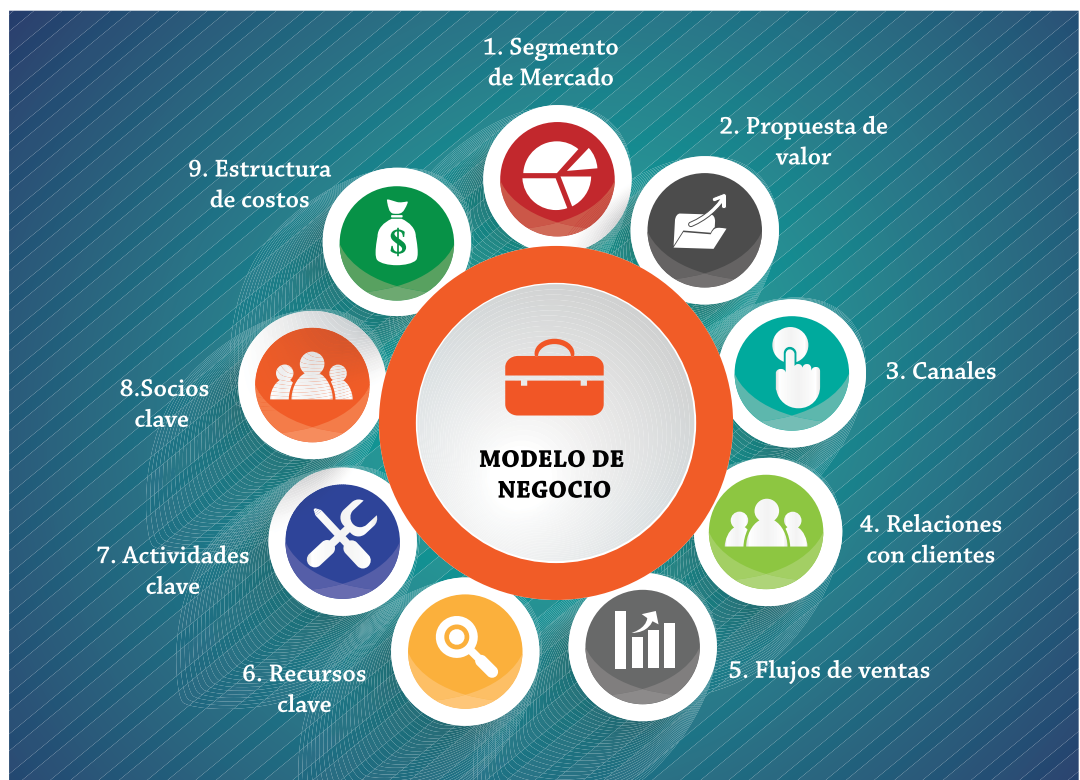 1. Segmento
de Mercado
2. Propuesta de
valor
3. Canales
4. Relaciones
con clientes
5. Flujos de ventas
6. Recursos
clave
7. Actividades
clave
8.Socios
clave
9. Estructura
de costos
$
MODELO DE
NEGOCIO